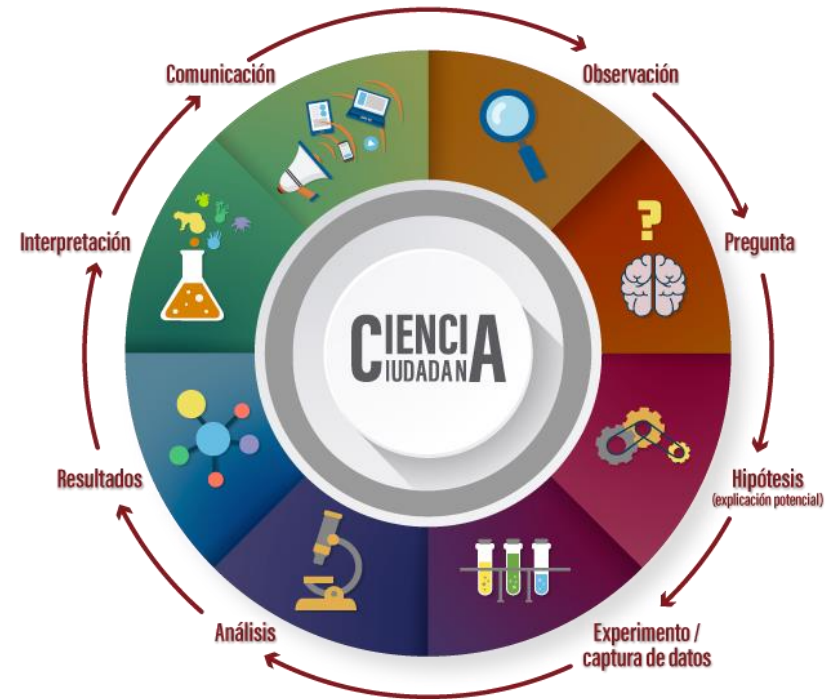 Comunicación
Observación
Interpretación
?
Pregunta
CIENCIA
CIUDADANA
Resultados
Hipótesis
(explicación potencial)
Análisis
Experimento /
captura de datos